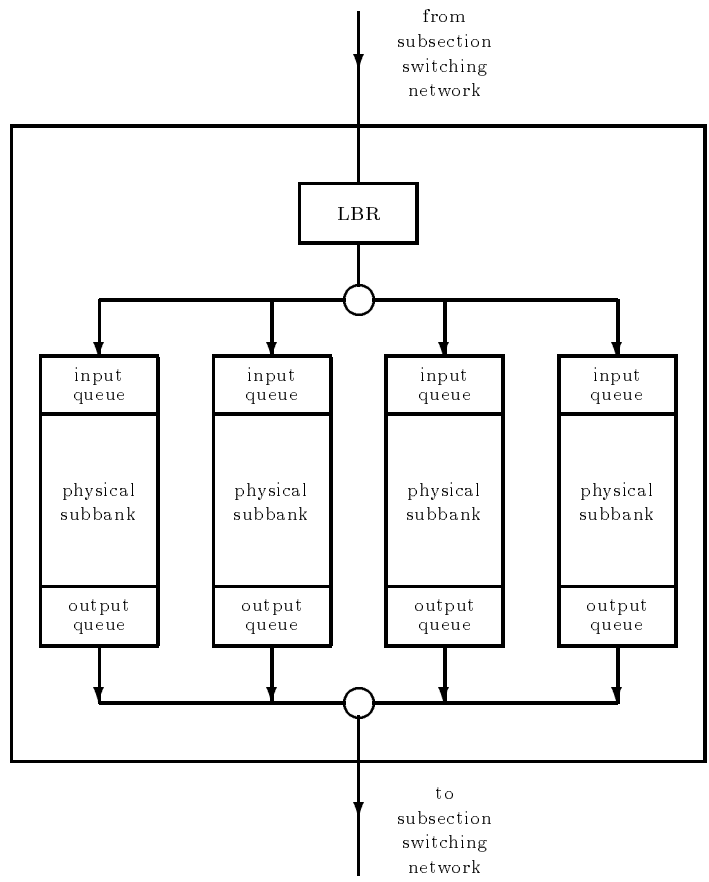 from
subsection
switching
network
LBR
input
queue
input
queue
input
queue
input
queue
physical
subbank
physical
subbank
physical
subbank
physical
subbank
output
queue
output
queue
output
queue
output
queue
to
subsection
switching
network